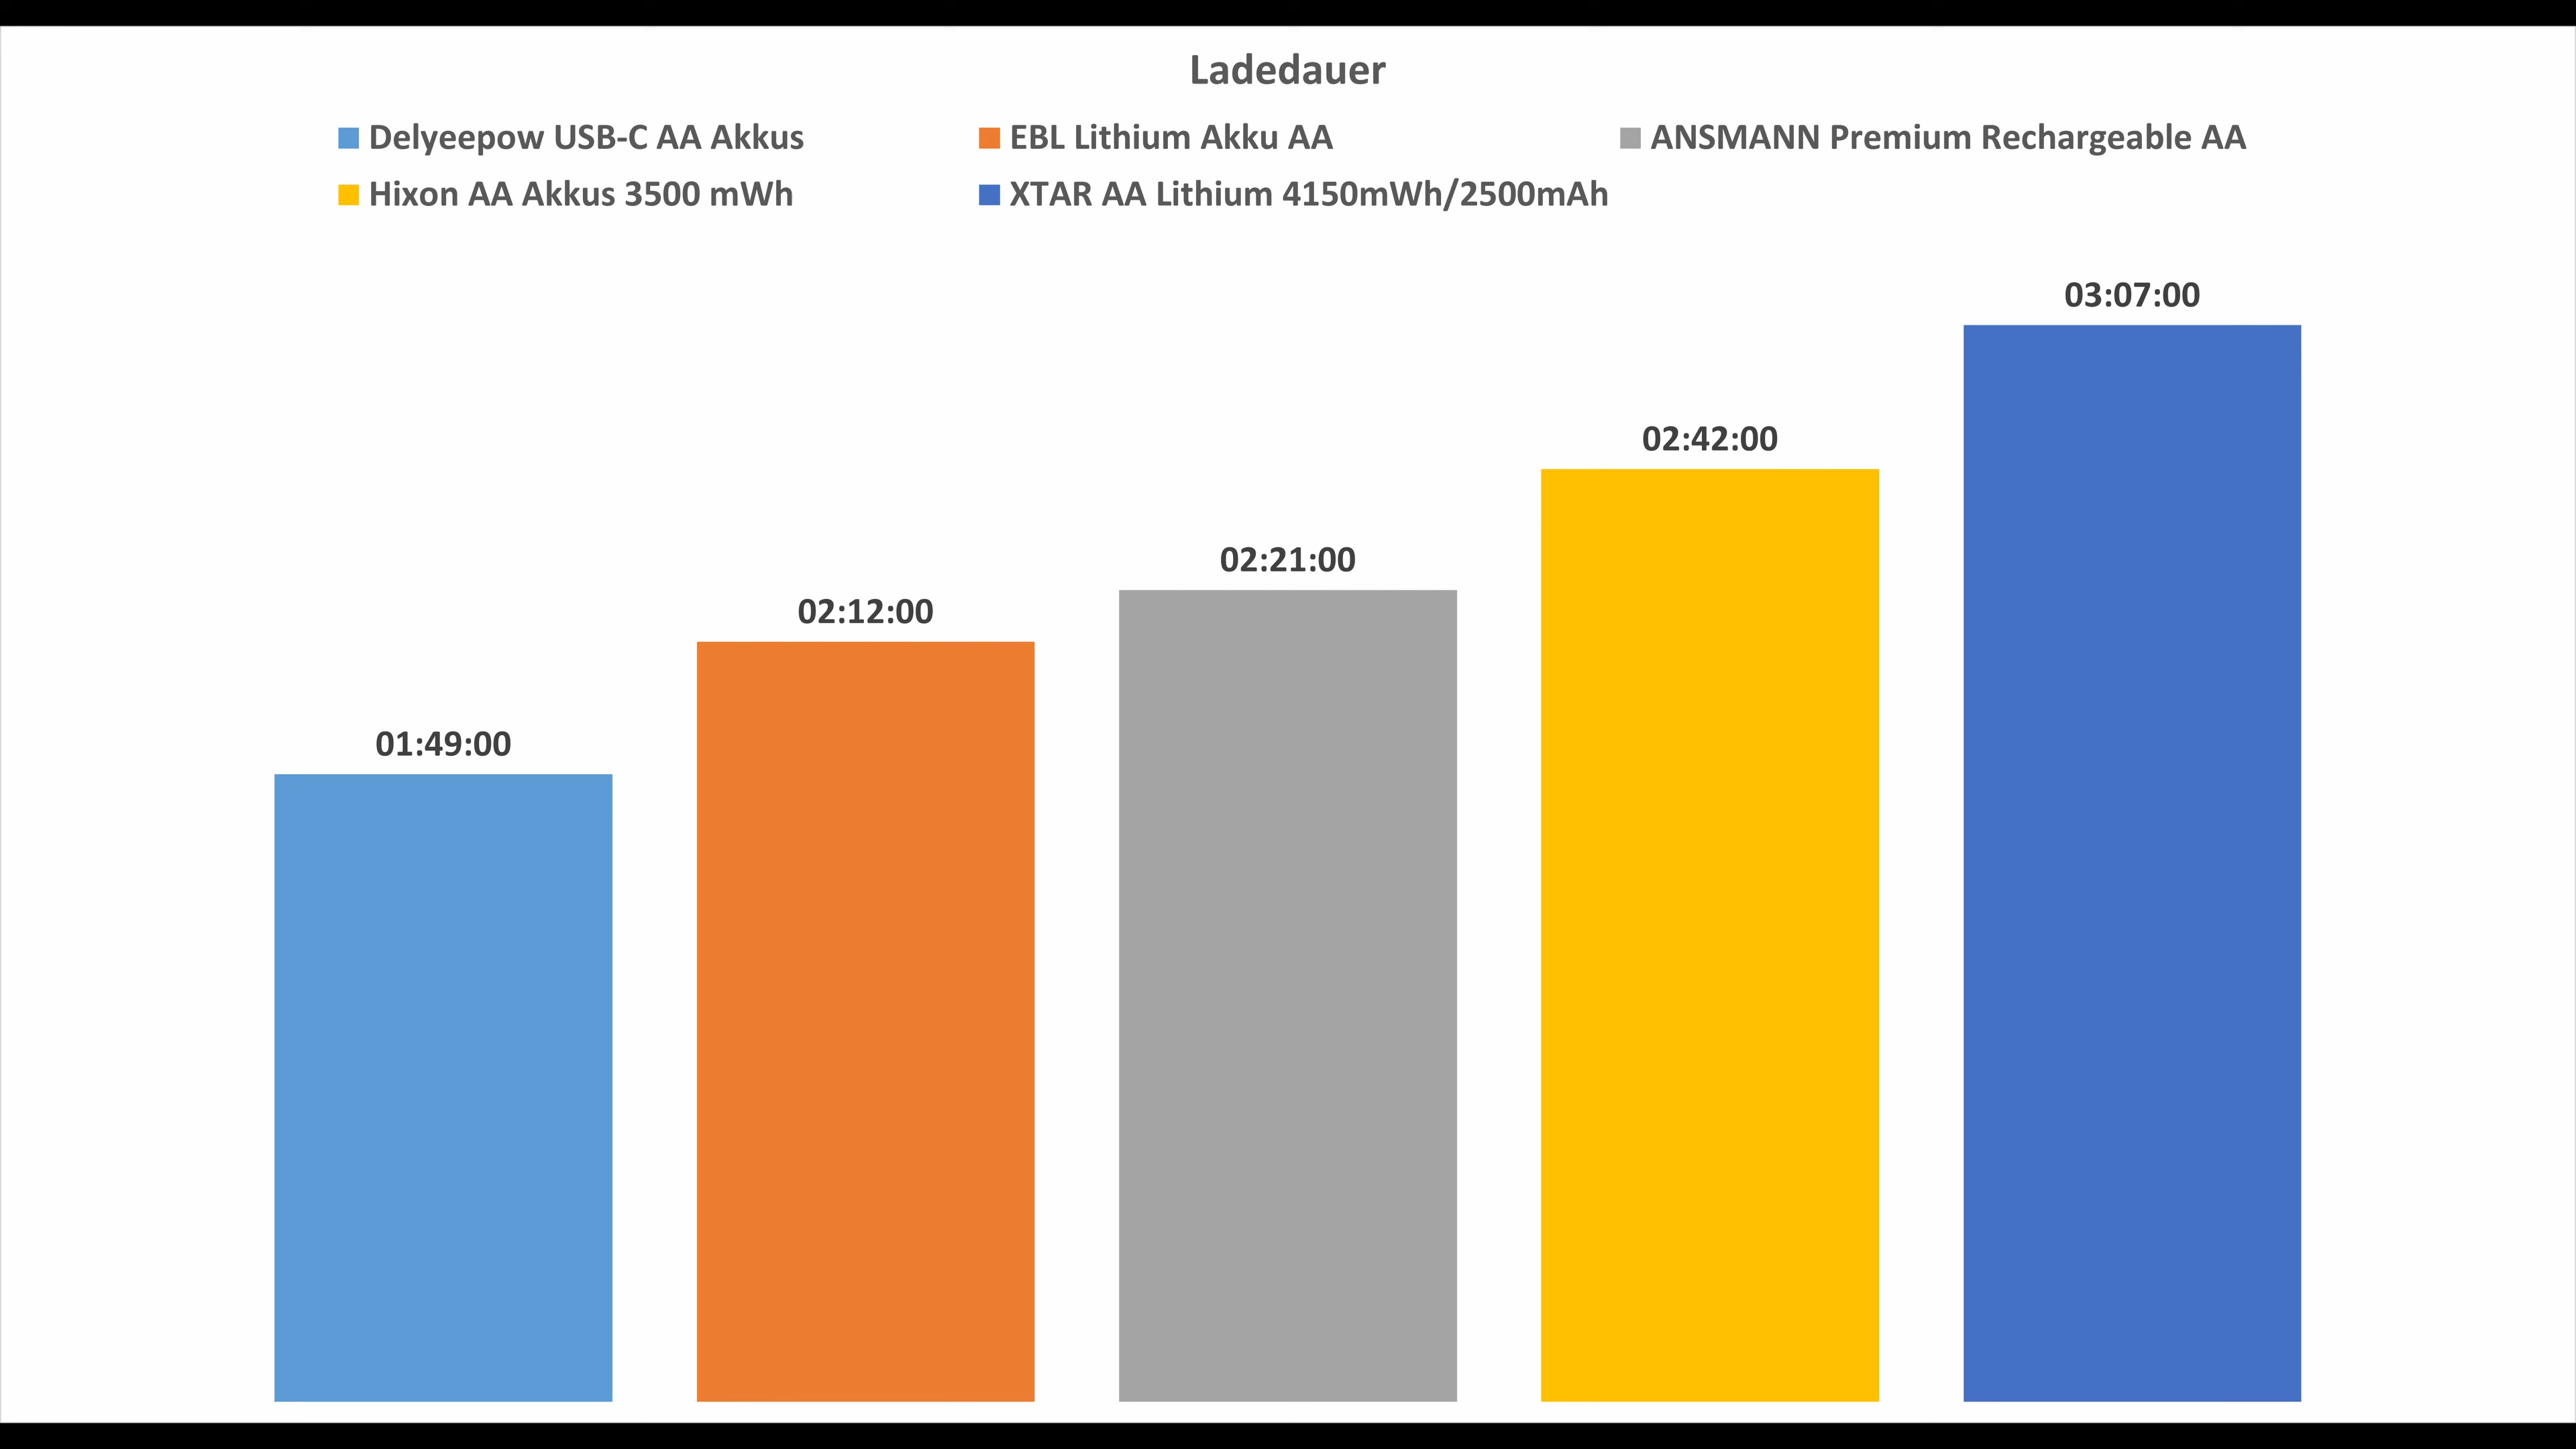 Ladedauer
Delyeepow USB-C AA Akkus EBL Lithium Akku AA ANSMANN Premium Rechargeable AA
Hixon AA Akkus 3500 mWh XTAR AA Lithium 4150mWh/2500mAh
01:49:00
02:12:00
02:21:00
02:42:00
03:07:00